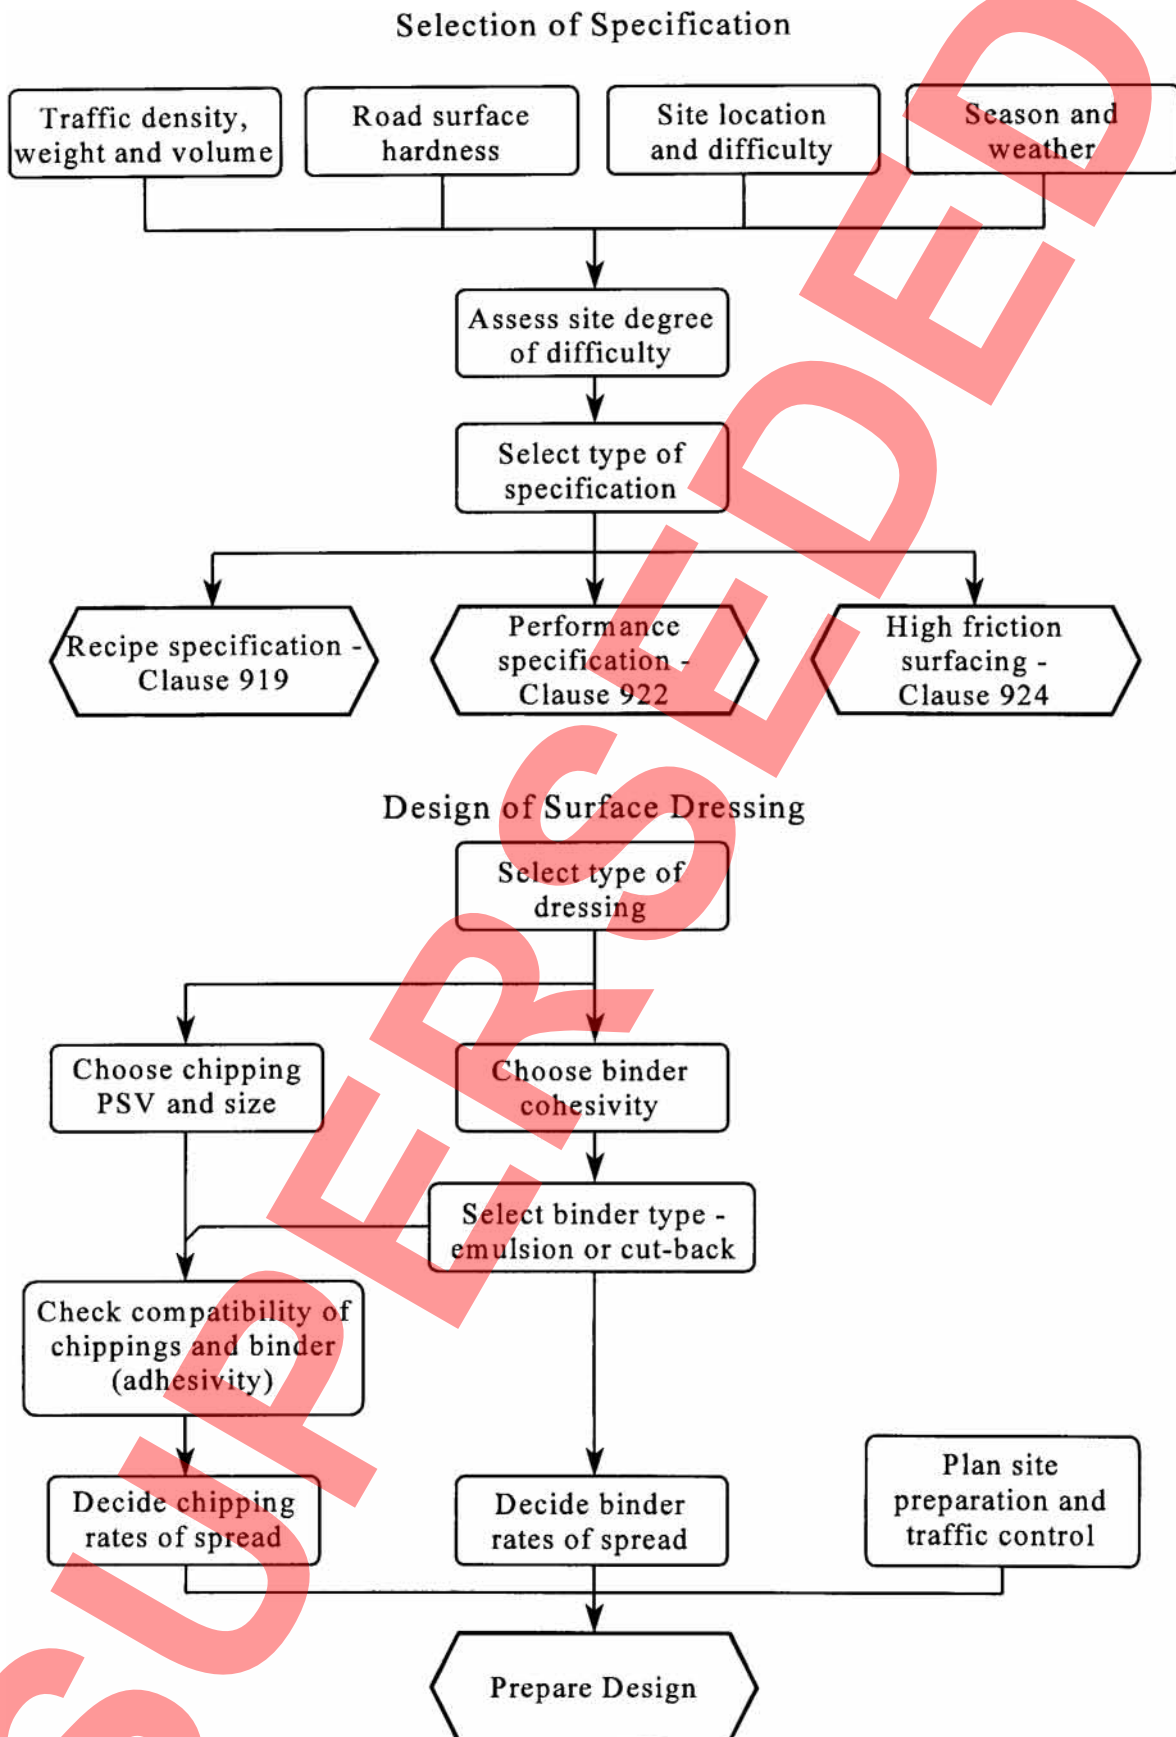 Selection of Specification
Traffic density,
weight and volume
Road surface
hardness
Site location
and difficulty
Season and
weather
Assess site degree
of difficulty
Select type of
specification
Recipe specification -
Clause 919
Performance
specification -
Clause 922
High friction
surfacing -
Clause 924
Design of Surface Dressing
Select type of
dressing
Choose chipping
PSV and size
Choose binder
cohesivity
Select binder type -
emulsion or cut-back
Check compatibility of
chippings and binder
(adhesivity)
Decide chipping
rates of spread
Decide binder
rates of spread
Plan site
preparation and
traffic control
Prepare Design
SUPERSEDED